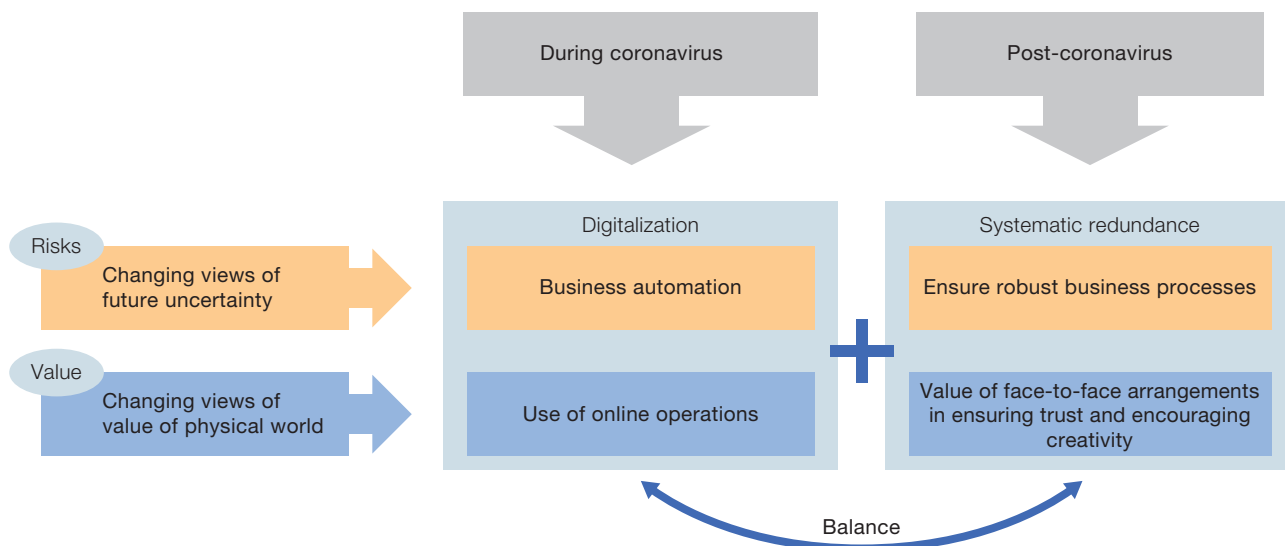 During coronavirus
Post-coronavirus
Digitalization
Systematic redundance
Risks
Changing views of
future uncertainty
Business automation
Ensure robust business processes
Value
Changing views of
value of physical world
Use of online operations
Value of face-to-face arrangements
in ensuring trust and encouraging
creativity
Balance